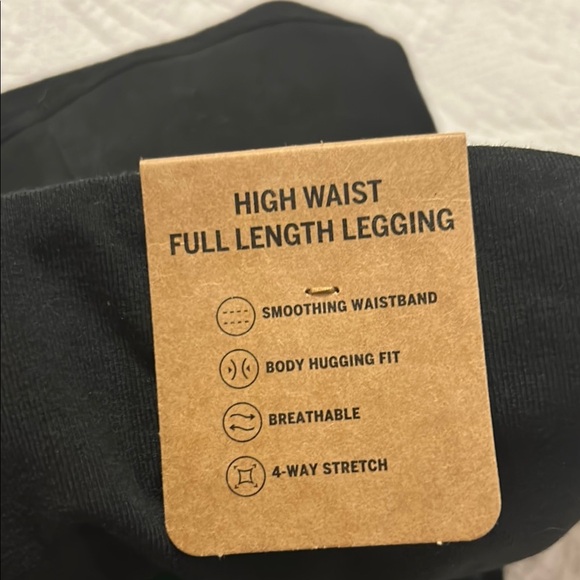 HIGH WAIST
FULL LENGTH LEGGING
SMOOTHING WAISTBAND
BODY HUGGING FIT
BREATHABLE
4-WAY STRETCH